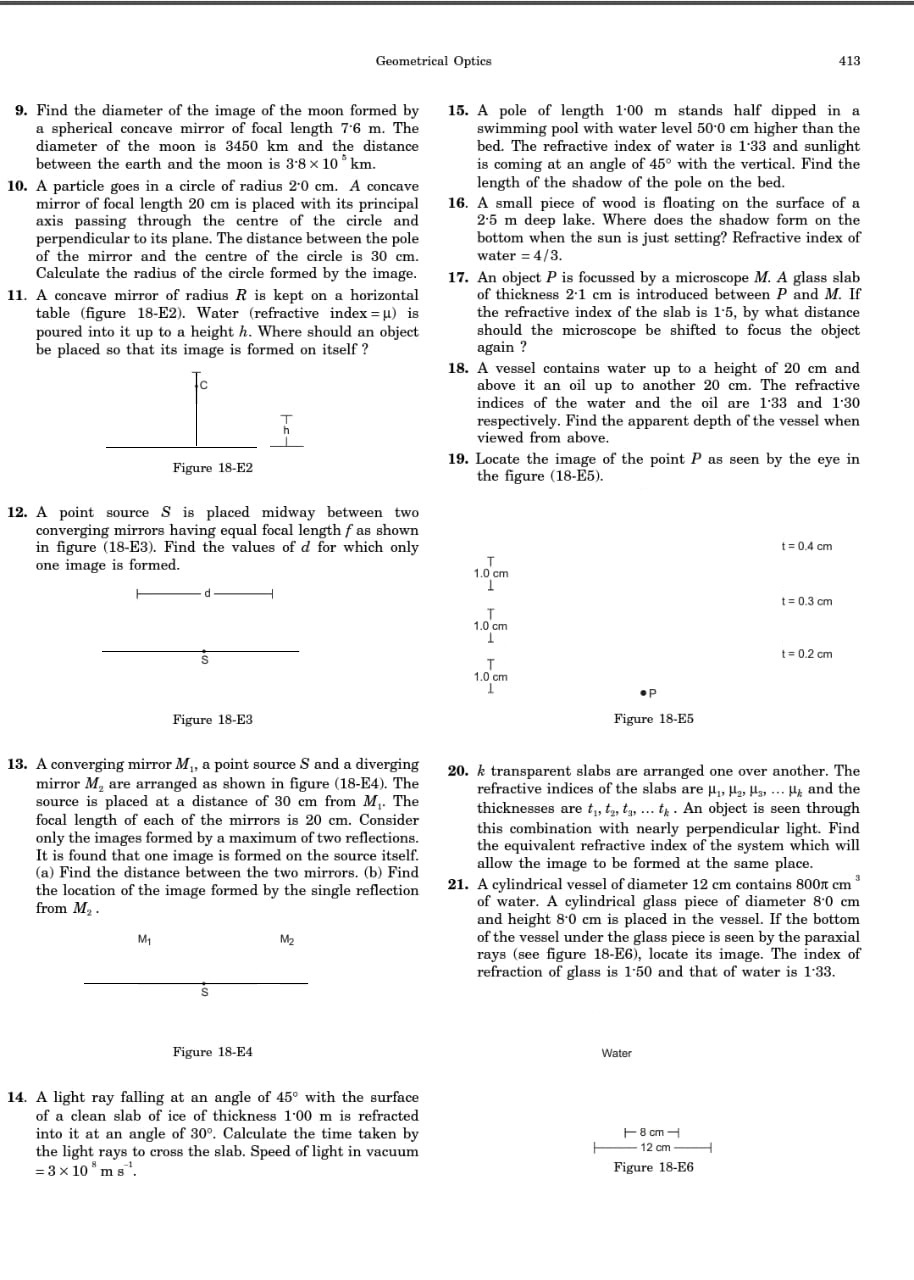 Geometrical Optics 413
9. Find the diameter of the image of the moon formed by
a spherical concave mirror of focal length 7·6 m. The
diameter of the moon is 3450 km and the distance
between the earth and the moon is 3·8 × 10⁵ km.
10. A particle goes in a circle of radius 2·0 cm. A concave
mirror of focal length 20 cm is placed with its principal
axis passing through the centre of the circle and
perpendicular to its plane. The distance between the pole
of the mirror and the centre of the circle is 30 cm.
Calculate the radius of the circle formed by the image.
11. A concave mirror of radius R is kept on a horizontal
table (figure 18-E2). Water (refractive index = μ) is
poured into it up to a height h. Where should an object
be placed so that its image is formed on itself ?
C
h
Figure 18-E2
12. A point source S is placed midway between two
converging mirrors having equal focal length f as shown
in figure (18-E3). Find the values of d for which only
one image is formed.
d
S
Figure 18-E3
13. A converging mirror M₁, a point source S and a diverging
mirror M₂ are arranged as shown in figure (18-E4). The
source is placed at a distance of 30 cm from M₁. The
focal length of each of the mirrors is 20 cm. Consider
only the images formed by a maximum of two reflections.
It is found that one image is formed on the source itself.
(a) Find the distance between the two mirrors. (b) Find
the location of the image formed by the single reflection
from M₂ .
M₁ M₂
S
Figure 18-E4
14. A light ray falling at an angle of 45° with the surface
of a clean slab of ice of thickness 1·00 m is refracted
into it at an angle of 30°. Calculate the time taken by
the light rays to cross the slab. Speed of light in vacuum
= 3 × 10⁸ m s⁻¹.
15. A pole of length 1·00 m stands half dipped in a
swimming pool with water level 50·0 cm higher than the
bed. The refractive index of water is 1·33 and sunlight
is coming at an angle of 45° with the vertical. Find the
length of the shadow of the pole on the bed.
16. A small piece of wood is floating on the surface of a
2·5 m deep lake. Where does the shadow form on the
bottom when the sun is just setting? Refractive index of
water = 4/3.
17. An object P is focussed by a microscope M. A glass slab
of thickness 2·1 cm is introduced between P and M. If
the refractive index of the slab is 1·5, by what distance
should the microscope be shifted to focus the object
again ?
18. A vessel contains water up to a height of 20 cm and
above it an oil up to another 20 cm. The refractive
indices of the water and the oil are 1·33 and 1·30
respectively. Find the apparent depth of the vessel when
viewed from above.
19. Locate the image of the point P as seen by the eye in
the figure (18-E5).
t = 0.4 cm
1.0 cm
t = 0.3 cm
1.0 cm
t = 0.2 cm
1.0 cm
P
Figure 18-E5
20. k transparent slabs are arranged one over another. The
refractive indices of the slabs are μ₁, μ₂, μ₃, ... μₖ and the
thicknesses are t₁, t₂, t₃, ... tₖ . An object is seen through
this combination with nearly perpendicular light. Find
the equivalent refractive index of the system which will
allow the image to be formed at the same place.
21. A cylindrical vessel of diameter 12 cm contains 800π cm³
of water. A cylindrical glass piece of diameter 8·0 cm
and height 8·0 cm is placed in the vessel. If the bottom
of the vessel under the glass piece is seen by the paraxial
rays (see figure 18-E6), locate its image. The index of
refraction of glass is 1·50 and that of water is 1·33.
Water
8 cm
12 cm
Figure 18-E6